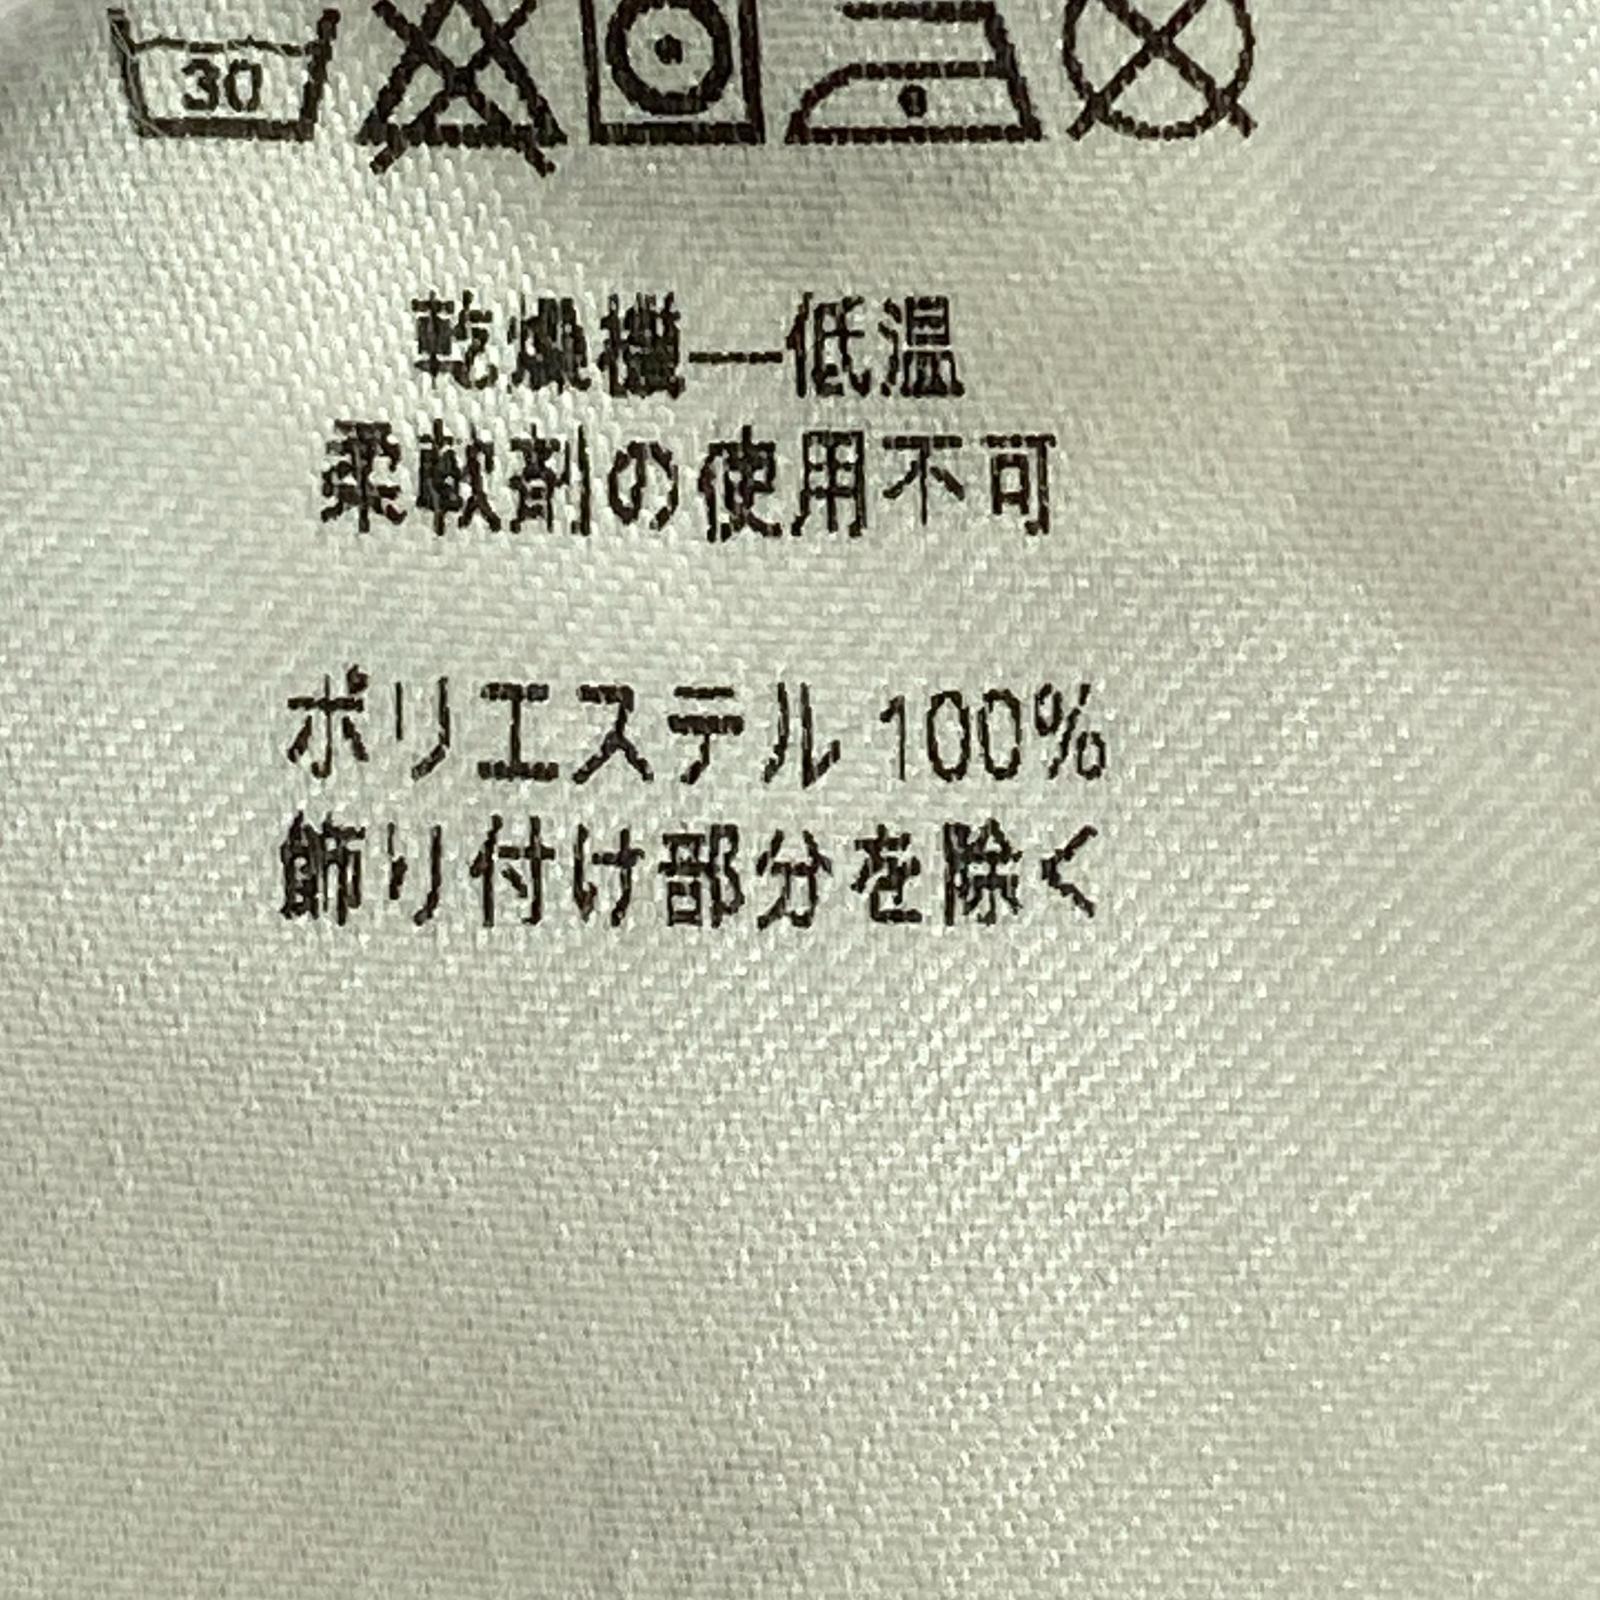 30
乾燥機―低温
柔軟剤の使用不可
ポリエステル 100%
飾り付け部分を除く